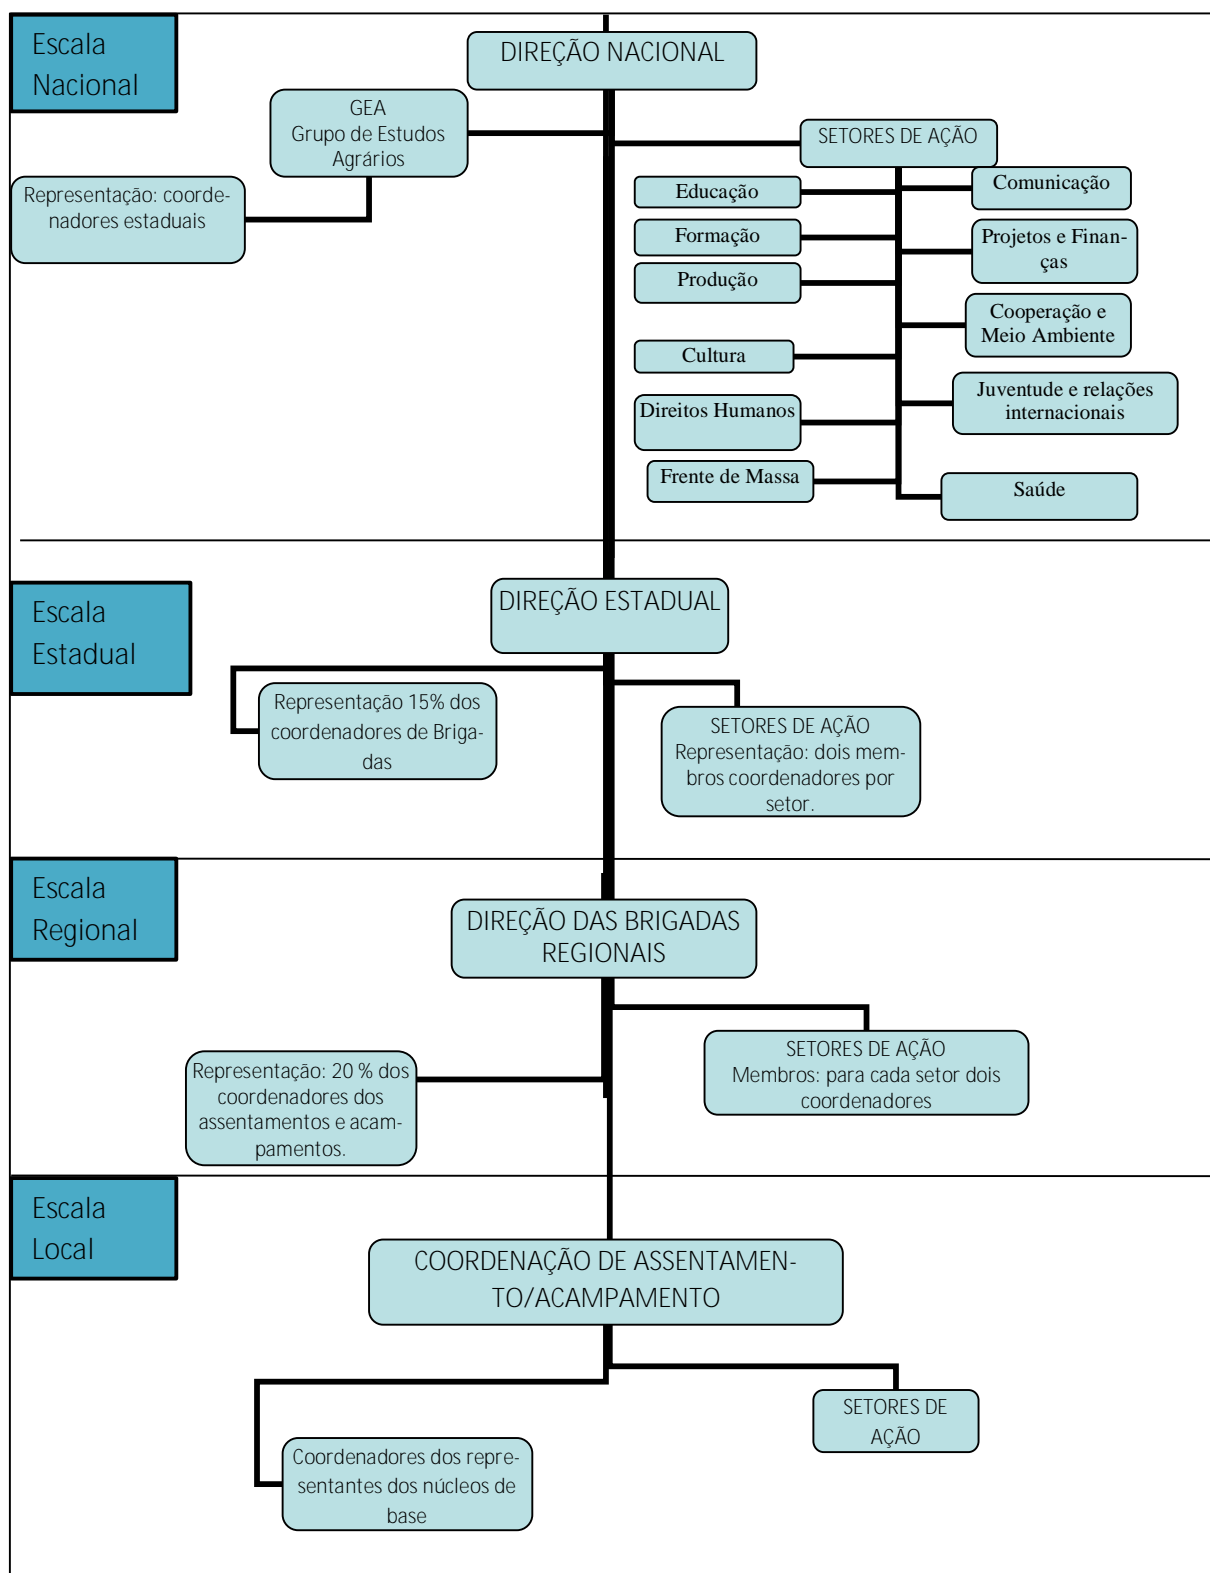 Escala
Nacional
DIREÇÃO NACIONAL
GEA
Grupo de Estudos
Agrários
Representação: coorde-
nadores estaduais
SETORES DE AÇÃO
Educação
Formação
Produção
Cultura
Direitos Humanos
Frente de Massa
Comunicação
Projetos e Finan-
ças
Cooperação e
Meio Ambiente
Juventude e relações
internacionais
Saúde
Escala
Estadual
DIREÇÃO ESTADUAL
Representação 15% dos
coordenadores de Briga-
das
SETORES DE AÇÃO
Representação: dois mem-
bros coordenadores por
setor.
Escala
Regional
DIREÇÃO DAS BRIGADAS
REGIONAIS
Representação: 20 % dos
coordenadores dos
assentamentos e acam-
pamentos.
SETORES DE AÇÃO
Membros: para cada setor dois
coordenadores
Escala
Local
COORDENAÇÃO DE ASSENTAMEN-
TO/ACAMPAMENTO
Coordenadores dos repre-
sentantes dos núcleos de
base
SETORES DE
AÇÃO